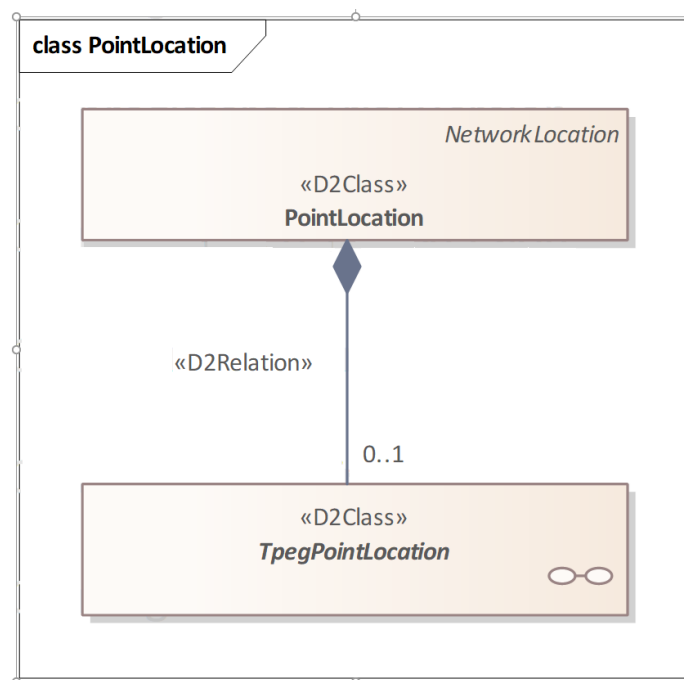 class PointLocation
NetworkLocation
«D2Class»
PointLocation
«D2Relation»
0..1
«D2Class»
TpegPointLocation